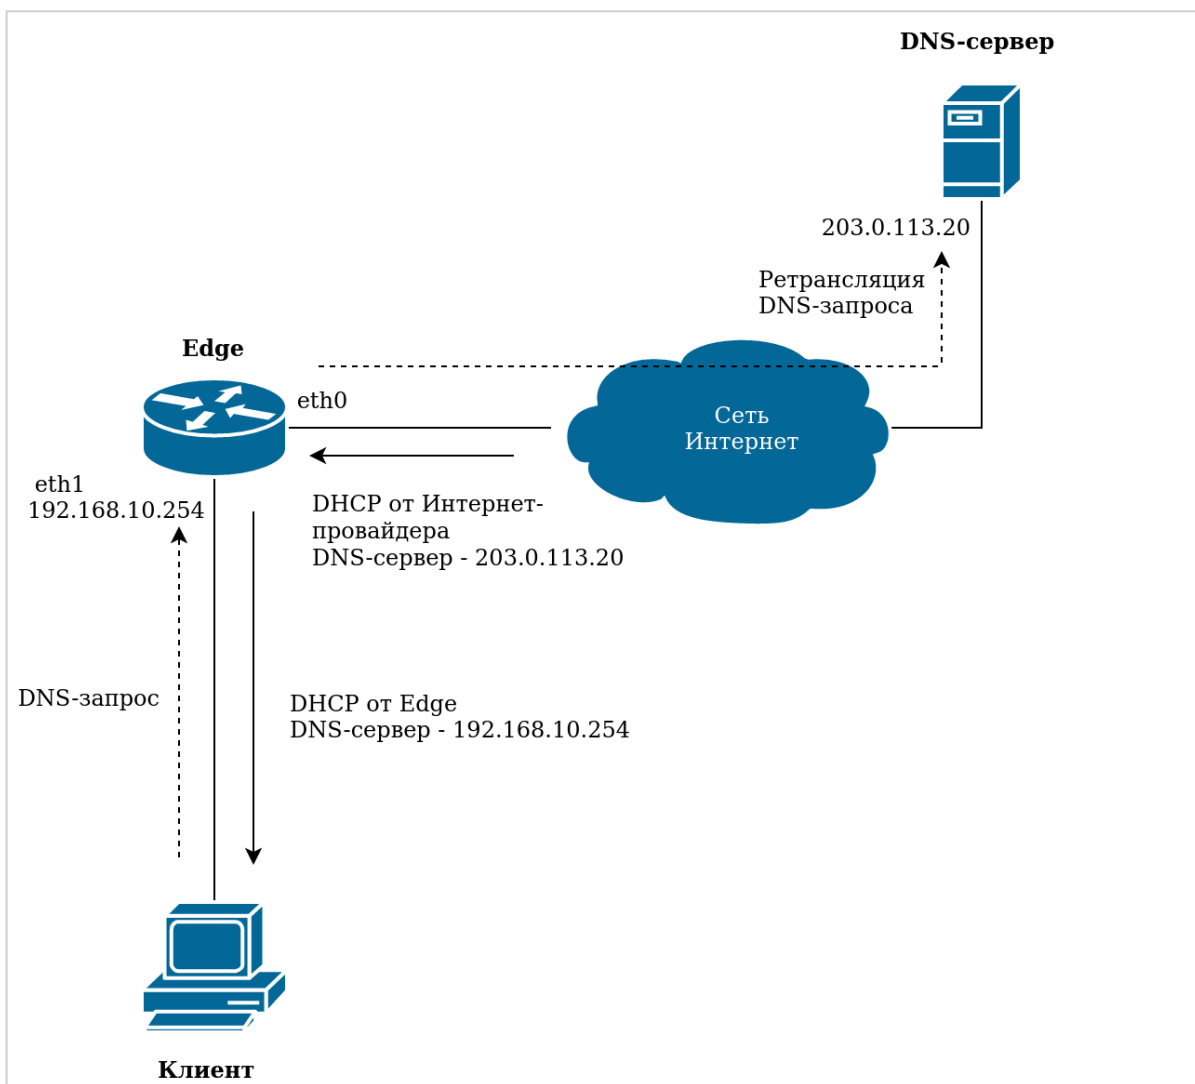 DNS-сервер
203.0.113.20
Ретрансляция
DNS-запроса
Edge
eth0
Сеть
Интернет
eth1
192.168.10.254
DHCP от Интернет-
провайдера
DNS-сервер - 203.0.113.20
DNS-запрос
DHCP от Edge
DNS-сервер - 192.168.10.254
Клиент